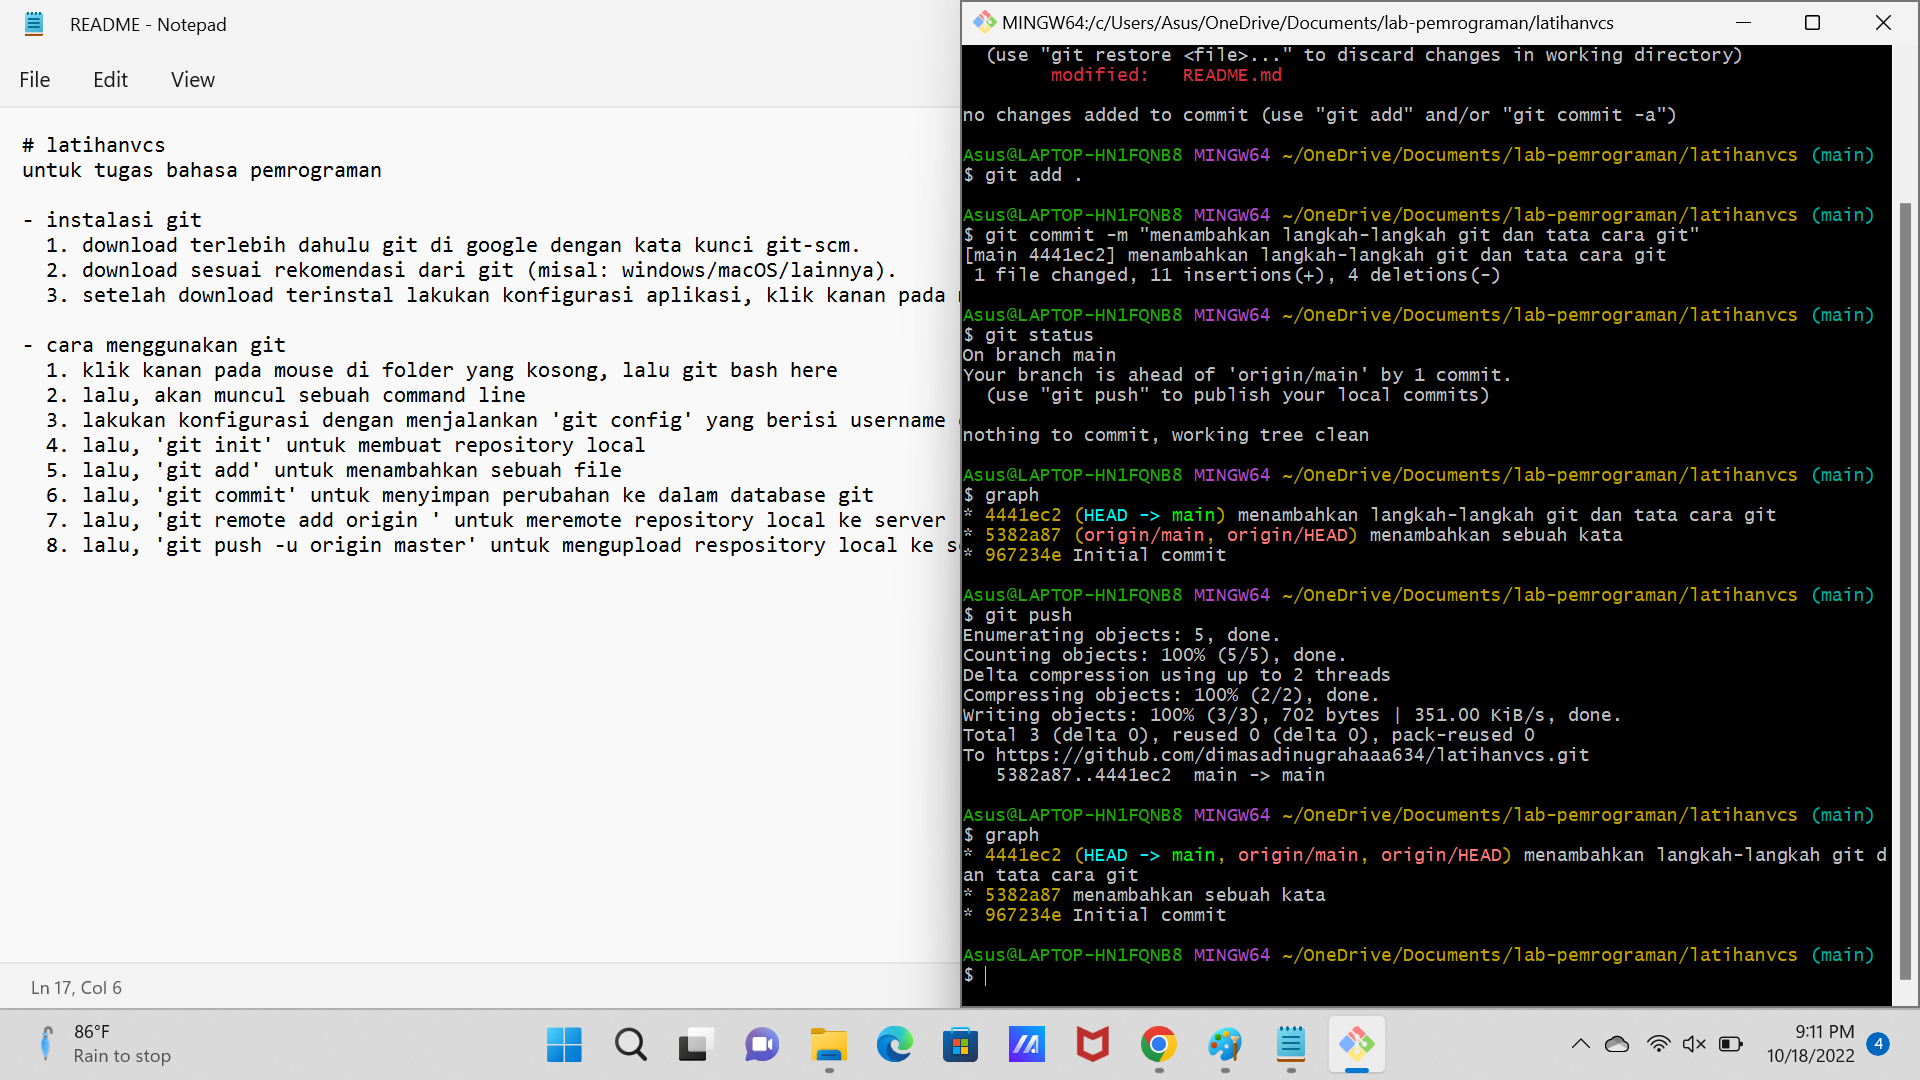 README - Notepad
File Edit View
# latihanvcs
untuk tugas bahasa pemrograman
- instalasi git
1. download terlebih dahulu git di google dengan kata kunci git-scm.
2. download sesuai rekomendasi dari git (misal: windows/macOS/lainnya).
3. setelah download terinstal lakukan konfigurasi aplikasi, klik kanan pada
- cara menggunakan git
1. klik kanan pada mouse di folder yang kosong, lalu git bash here
2. lalu, akan muncul sebuah command line
3. lakukan konfigurasi dengan menjalankan 'git config' yang berisi username
4. lalu, 'git init' untuk membuat repository local
5. lalu, 'git add' untuk menambahkan sebuah file
6. lalu, 'git commit' untuk menyimpan perubahan ke dalam database git
7. lalu, 'git remote add origin ' untuk meremote repository local ke server
8. lalu, 'git push -u origin master' untuk mengupload respository local ke
Ln 17, Col 6
MINGW64:/c/Users/Asus/OneDrive/Documents/lab-pemrograman/latihanvcs
(use "git restore <file>..." to discard changes in working directory)
modified: README.md
no changes added to commit (use "git add" and/or "git commit -a")
Asus@LAPTOP-HN1FQNB8 MINGW64 ~/OneDrive/Documents/lab-pemrograman/latihanvcs (main)
$ git add .
Asus@LAPTOP-HN1FQNB8 MINGW64 ~/OneDrive/Documents/lab-pemrograman/latihanvcs (main)
$ git commit -m "menambahkan langkah-langkah git dan tata cara git"
[main 4441ec2] menambahkan langkah-langkah git dan tata cara git
1 file changed, 11 insertions(+), 4 deletions(-)
Asus@LAPTOP-HN1FQNB8 MINGW64 ~/OneDrive/Documents/lab-pemrograman/latihanvcs (main)
$ git status
On branch main
Your branch is ahead of 'origin/main' by 1 commit.
(use "git push" to publish your local commits)
nothing to commit, working tree clean
Asus@LAPTOP-HN1FQNB8 MINGW64 ~/OneDrive/Documents/lab-pemrograman/latihanvcs (main)
$ graph
* 4441ec2 (HEAD -> main) menambahkan langkah-langkah git dan tata cara git
* 5382a87 (origin/main, origin/HEAD) menambahkan sebuah kata
* 967234e Initial commit
Asus@LAPTOP-HN1FQNB8 MINGW64 ~/OneDrive/Documents/lab-pemrograman/latihanvcs (main)
$ git push
Enumerating objects: 5, done.
Counting objects: 100% (5/5), done.
Delta compression using up to 2 threads
Compressing objects: 100% (2/2), done.
Writing objects: 100% (3/3), 702 bytes | 351.00 KiB/s, done.
Total 3 (delta 0), reused 0 (delta 0), pack-reused 0
To https://github.com/dimasadinugrahaaa634/latihanvcs.git
5382a87..4441ec2 main -> main
Asus@LAPTOP-HN1FQNB8 MINGW64 ~/OneDrive/Documents/lab-pemrograman/latihanvcs (main)
$ graph
* 4441ec2 (HEAD -> main, origin/main, origin/HEAD) menambahkan langkah-langkah git d
an tata cara git
* 5382a87 menambahkan sebuah kata
* 967234e Initial commit
Asus@LAPTOP-HN1FQNB8 MINGW64 ~/OneDrive/Documents/lab-pemrograman/latihanvcs (main)
$
86°F
Rain to stop
9:11 PM
10/18/2022
4